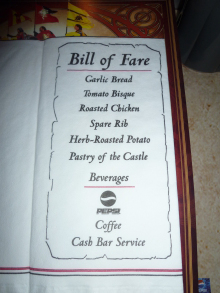 Bill of Fare
Garlic Bread
Tomato Bisque
Roasted Chicken
Spare Rib
Herb-Roasted Potato
Pastry of the Castle
Beverages
PEPSI
Coffee
Cash Bar Service